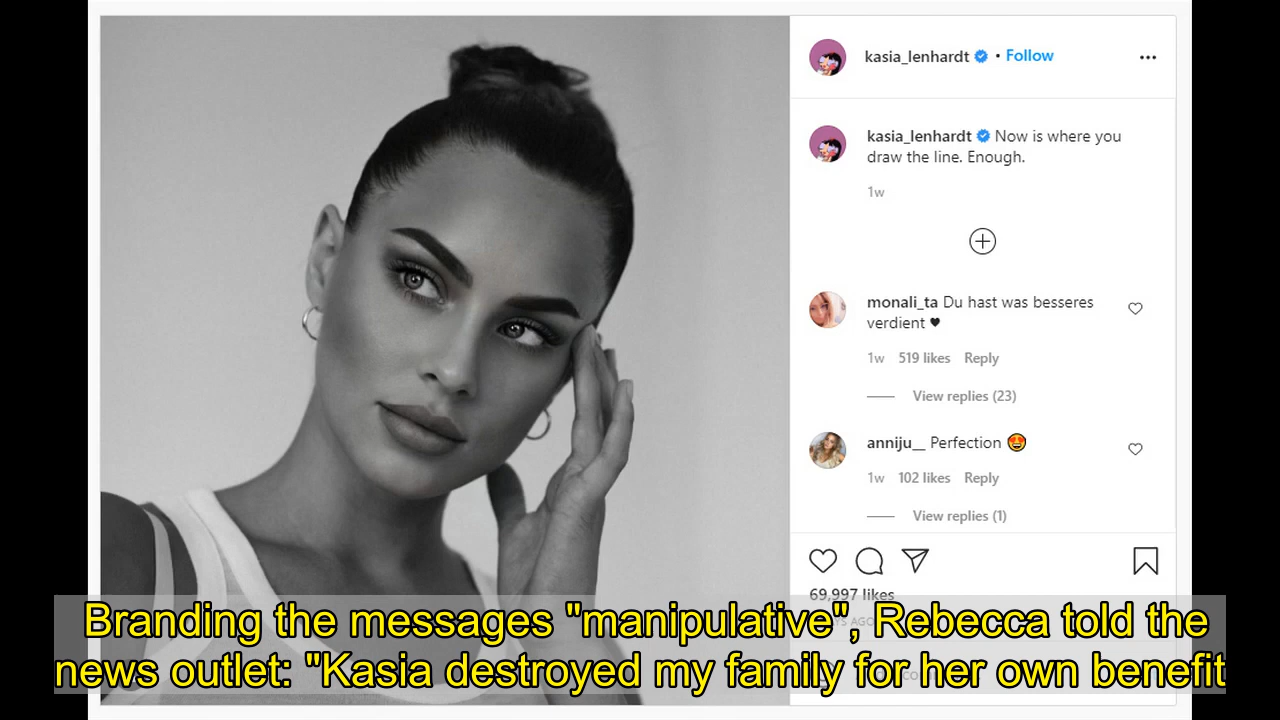 kasia_lenhardt • Follow
kasia_lenhardt Now is where you
draw the line. Enough.
1w
monali_ta Du hast was besseres
verdient ♥
1w 519 likes Reply
View replies (23)
anniju__ Perfection 😍
1w 102 likes Reply
View replies (1)
69,997 likes
Branding the messages "manipulative", Rebecca told the
news outlet: "Kasia destroyed my family for her own benefit